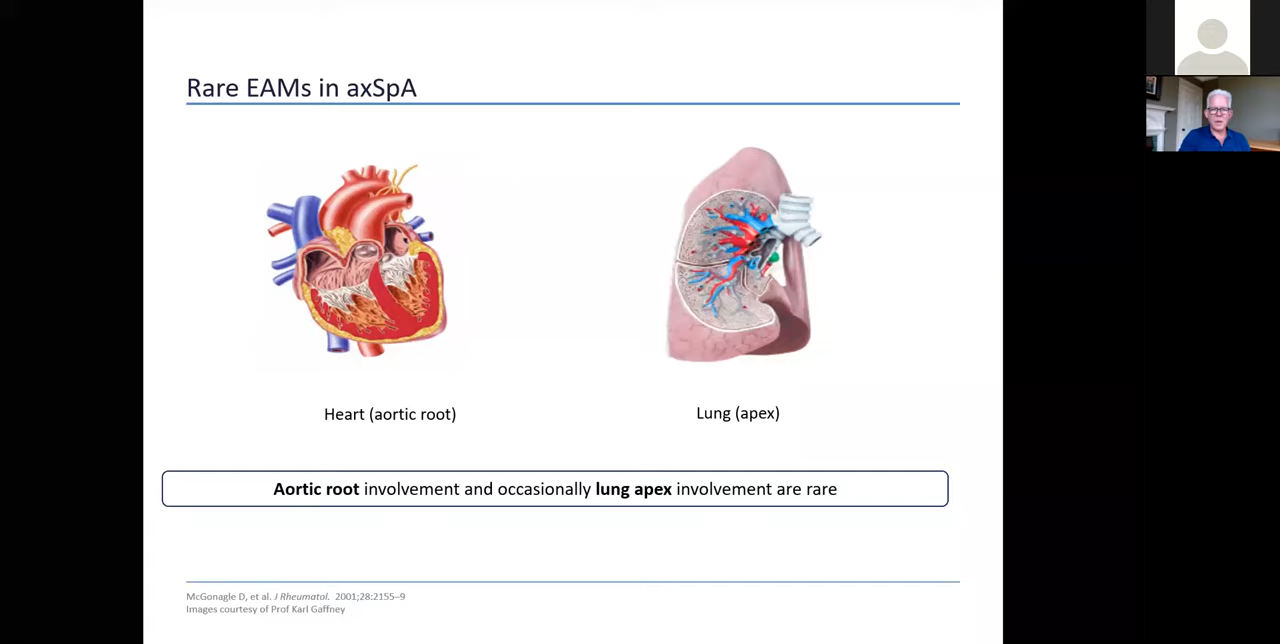 Rare EAMs in axSpA
Heart (aortic root)
Lung (apex)
Aortic root involvement and occasionally lung apex involvement are rare
McGonagle D, et al. J Rheumatol. 2001;28:2155–9
Images courtesy of Prof Karl Gaffney